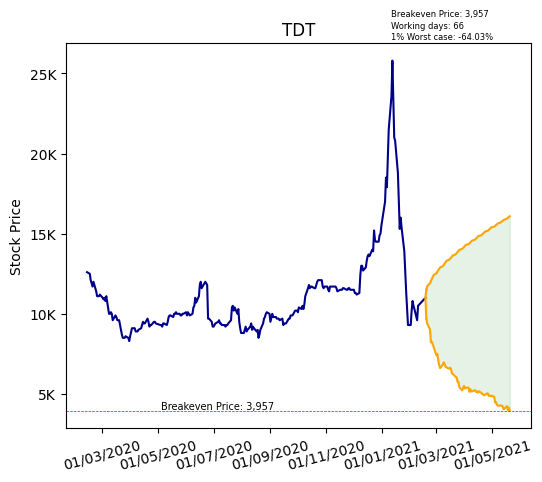 Breakeven Price: 3,957
Working days: 66
1% Worst case: -64.03%
TDT
Stock Price
25K
20K
15K
10K
5K
Breakeven Price: 3,957
01/03/2020
01/05/2020
01/07/2020
01/09/2020
01/11/2020
01/01/2021
01/03/2021
01/05/2021